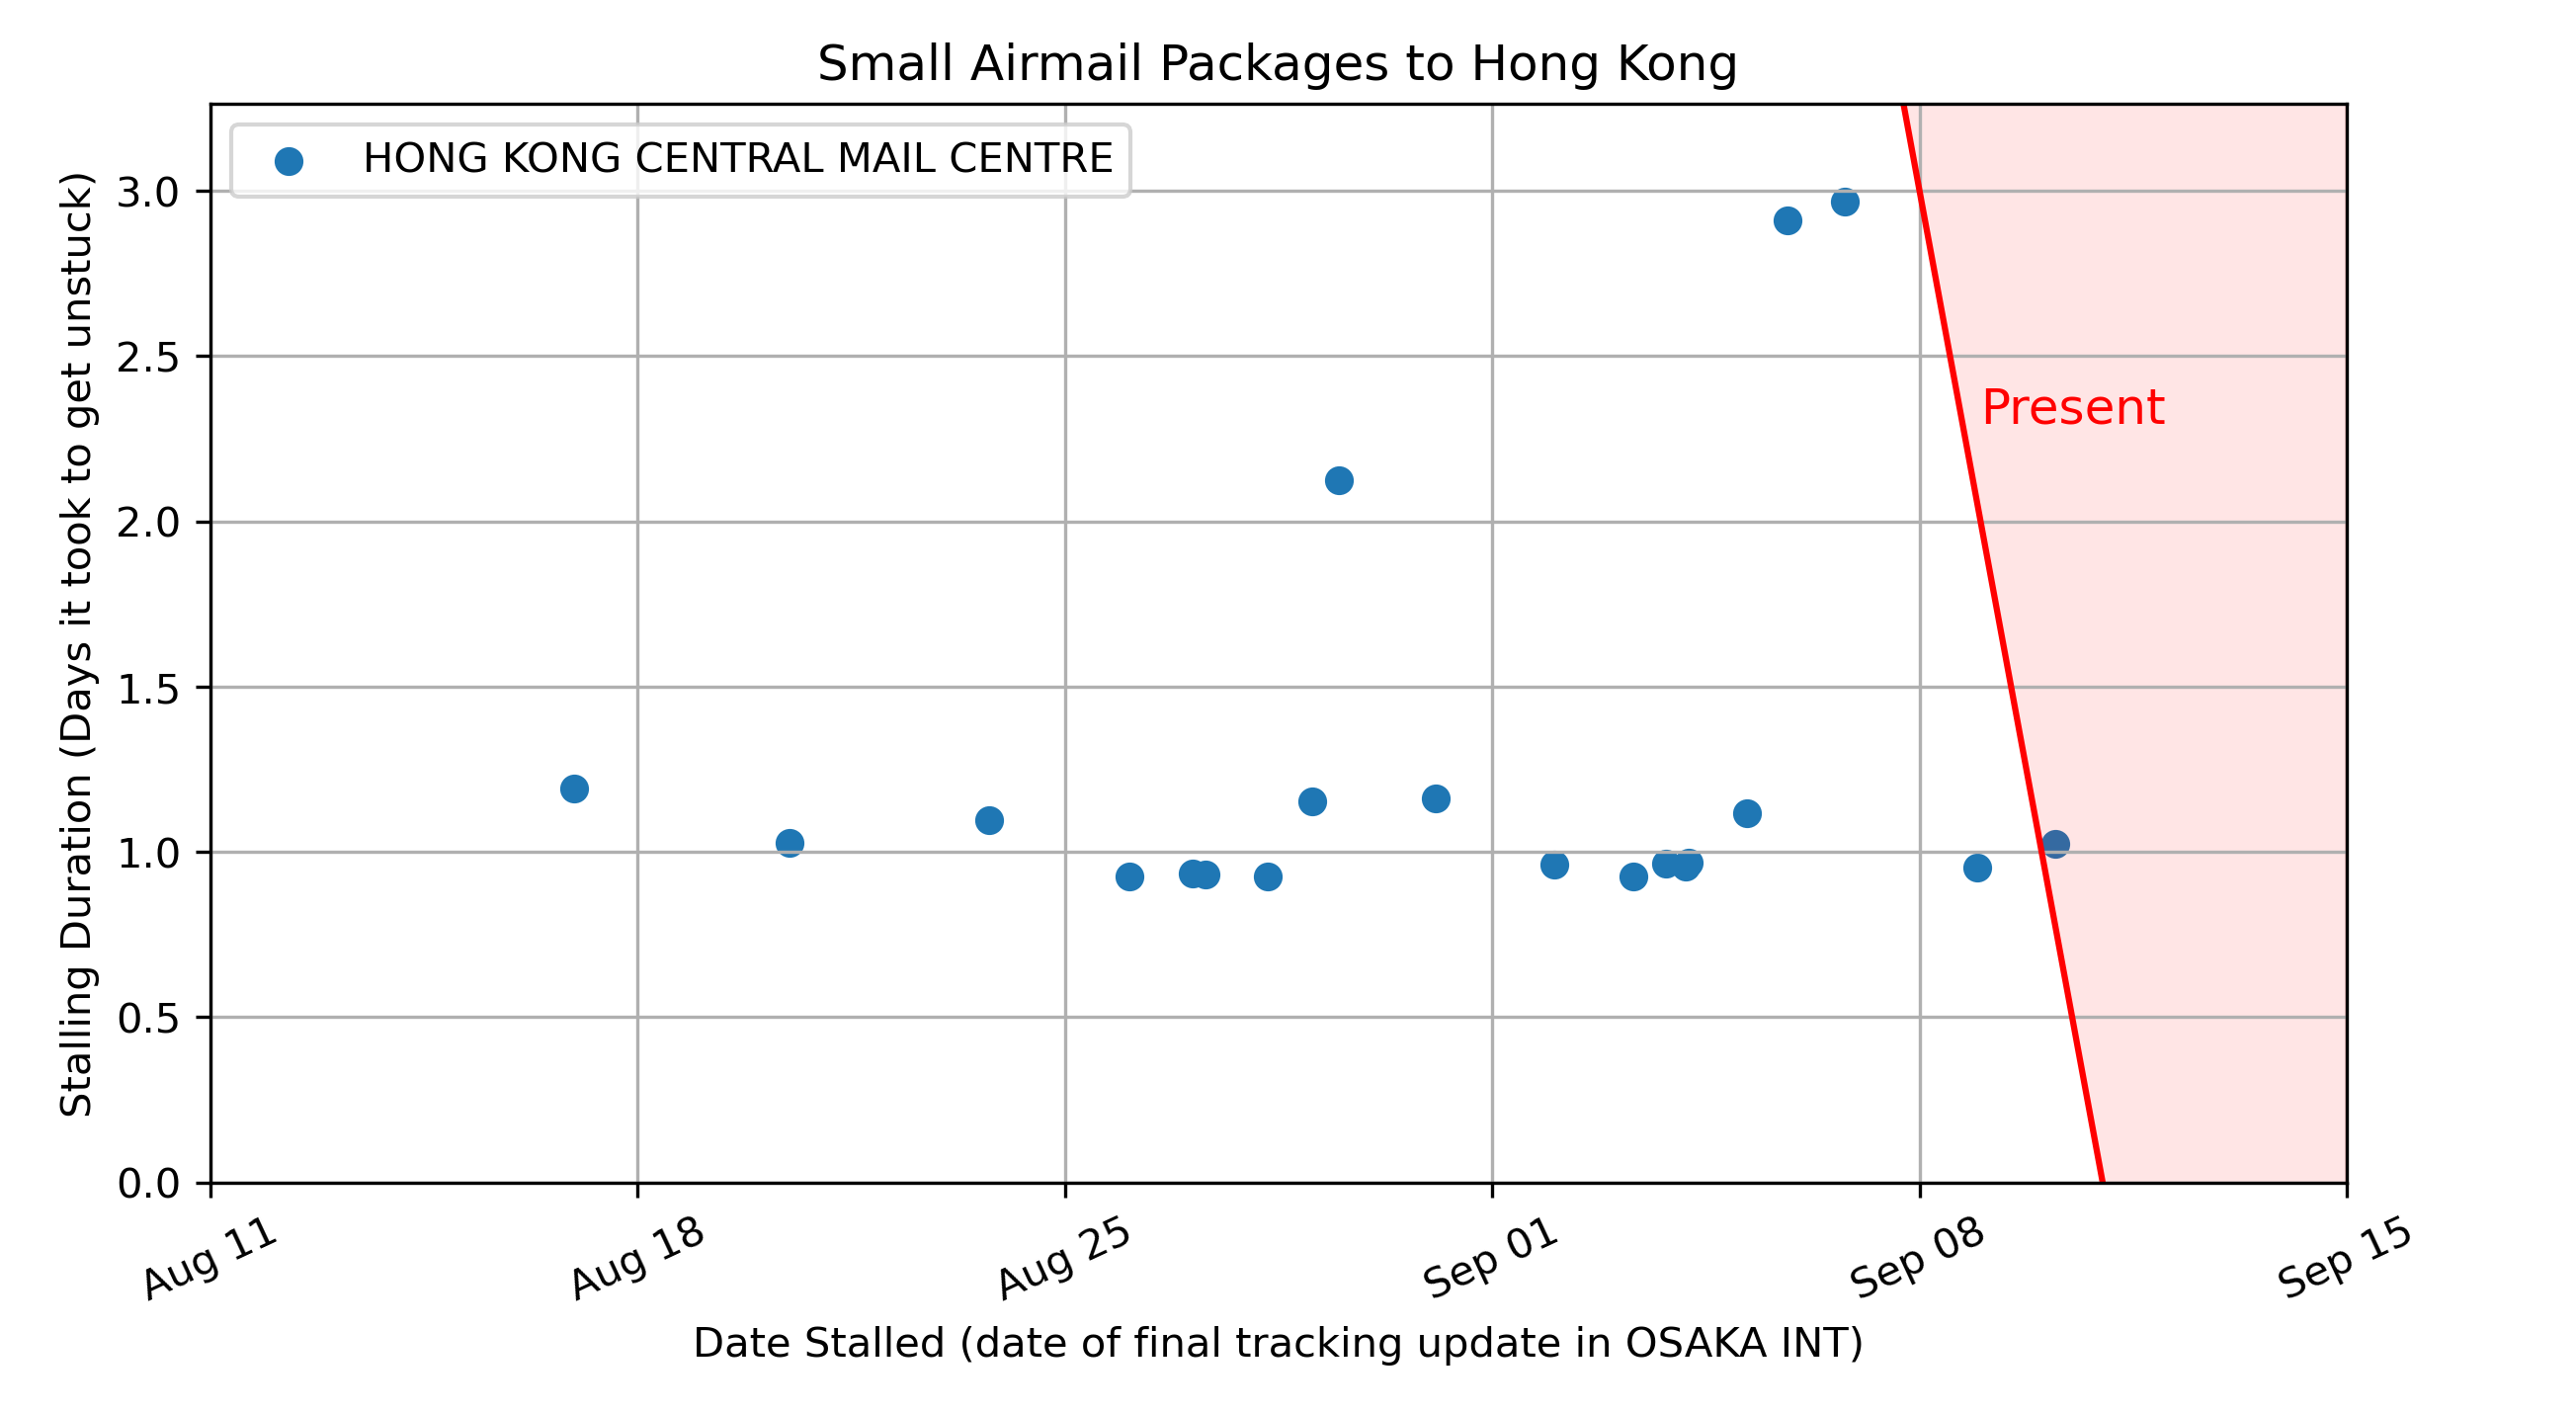 Small Airmail Packages to Hong Kong
HONG KONG CENTRAL MAIL CENTRE
Stalling Duration (Days it took to get unstuck)
3.0
2.5
2.0
1.5
1.0
0.5
0.0
Present
Aug 11
Aug 18
Aug 25
Sep 01
Sep 08
Sep 15
Date Stalled (date of final tracking update in OSAKA INT)